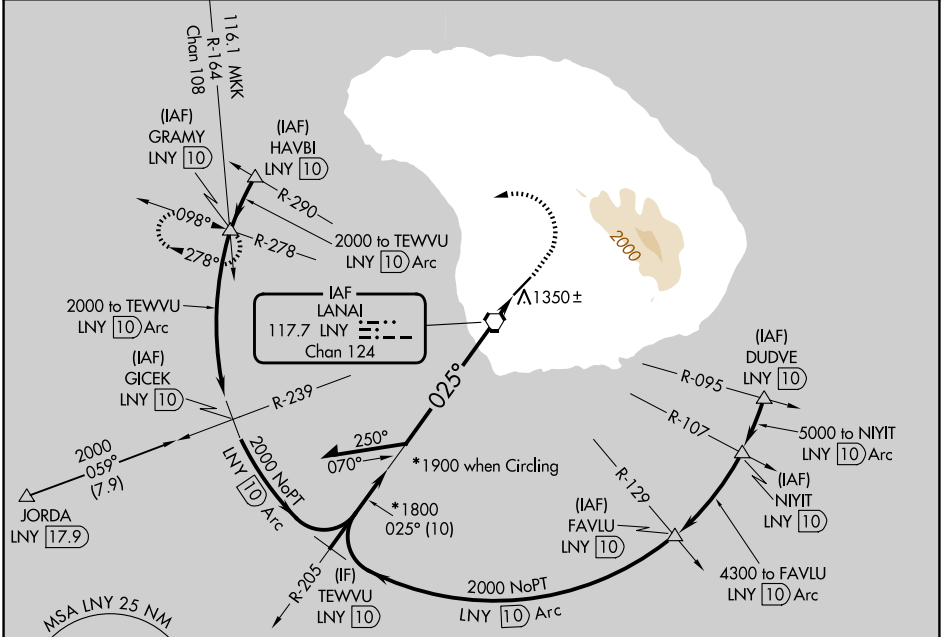 116.1 MKK
R-164
Chan 108
(IAF)
GRAMY
LNY 10
(IAF)
HAVBI
LNY 10
R-290
098°
R-278
278°
2000 to TEWVU
LNY 10 Arc
2000
2000 to TEWVU
LNY 10 Arc
IAF
LANAI
117.7 LNY
Chan 124
1350±
(IAF)
GICEK
LNY 10
R-239
025°
(IAF)
DUDVE
LNY 10
R-095
R-107
5000 to NIYIT
LNY 10 Arc
2000
059°
(7.9)
JORDA
LNY 17.9
2000 NoPT
LNY 10 Arc
250°
070°
*1900 when Circling
*1800
025° (10)
R-129
(IAF)
NIYIT
LNY 10
(IAF)
FAVLU
LNY 10
4300 to FAVLU
LNY 10 Arc
R-205
(IF)
TEWVU
LNY 10
2000 NoPT
LNY 10 Arc
MSA LNY 25 NM